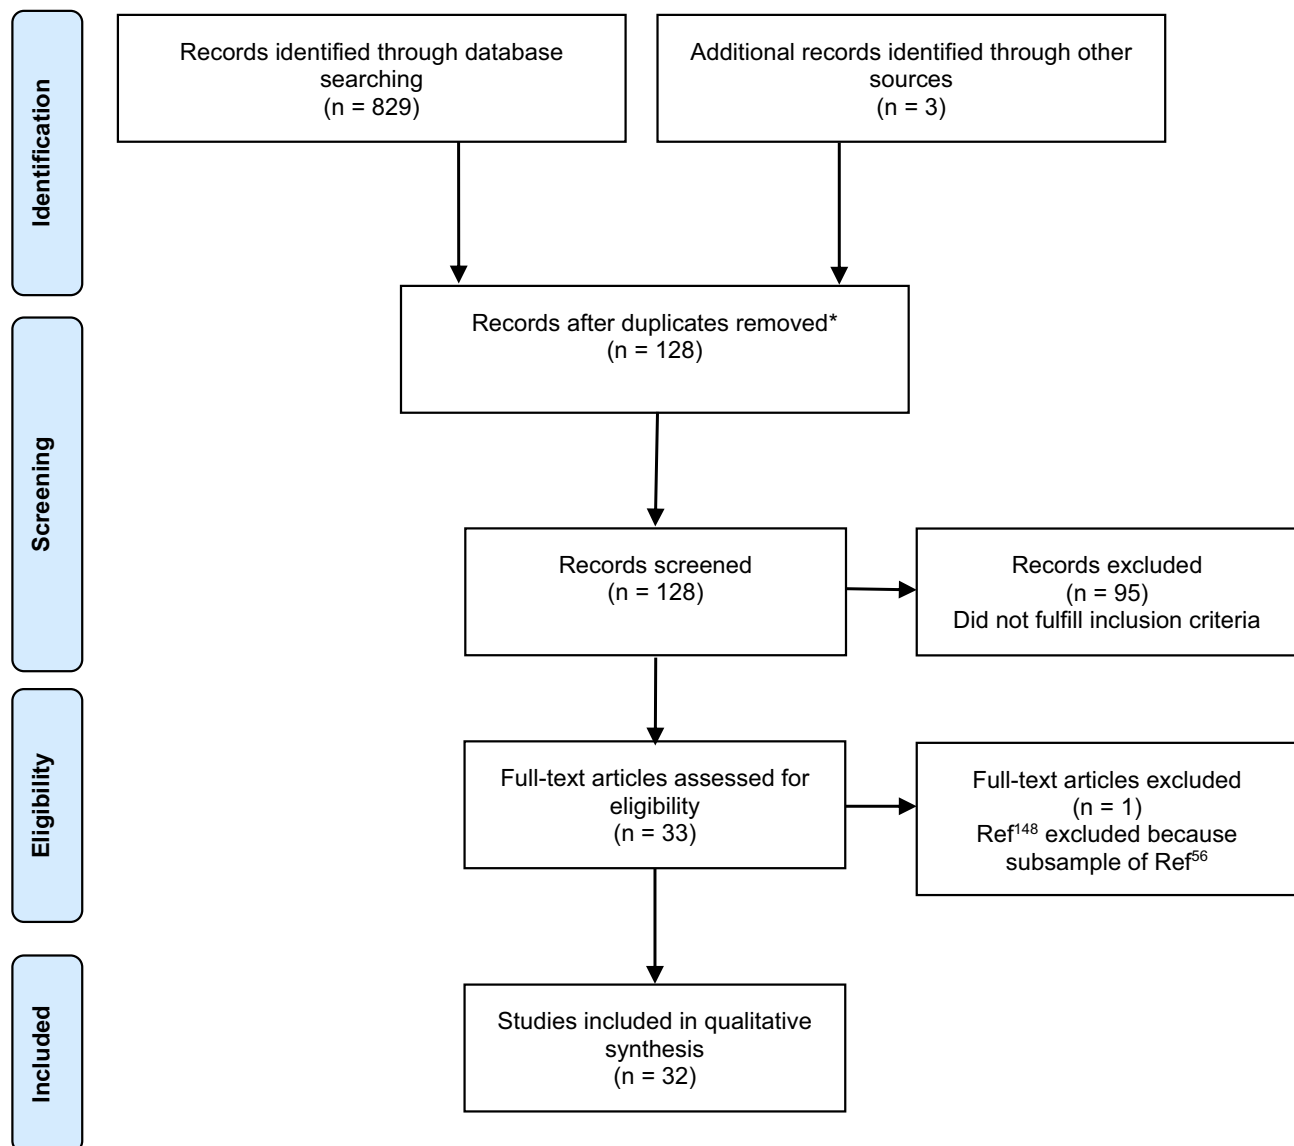 Identification
Records identified through database
searching
(n = 829)
Additional records identified through other
sources
(n = 3)
Screening
Records after duplicates removed*
(n = 128)
Records screened
(n = 128)
Records excluded
(n = 95)
Did not fulfill inclusion criteria
Eligibility
Full-text articles assessed for
eligibility
(n = 33)
Full-text articles excluded
(n = 1)
Ref¹⁴⁸ excluded because
subsample of Ref⁵⁶
Included
Studies included in qualitative
synthesis
(n = 32)